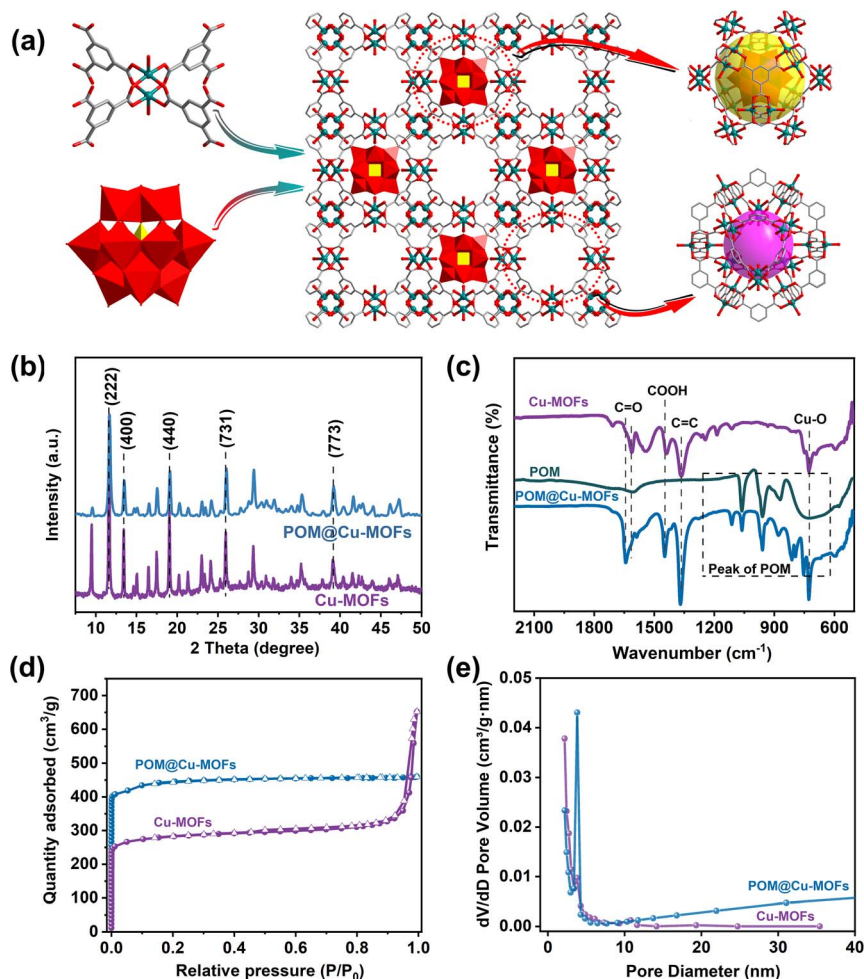 (a)
(b)
Intensity (a.u.)
(222)
(400)
(440)
(731)
(773)
POM@Cu-MOFs
Cu-MOFs
10 15 20 25 30 35 40 45 50
2 Theta (degree)
(c)
Transmittance (%)
Cu-MOFs
C=O
COOH
C=C
Cu-O
POM
POM@Cu-MOFs
Peak of POM
2100 1800 1500 1200 900 600
Wavenumber (cm-1)
(d)
Quantity adsorbed (cm3/g)
700
600
500
400
300
200
100
0
POM@Cu-MOFs
Cu-MOFs
0.0 0.2 0.4 0.6 0.8 1.0
Relative pressure (P/P0)
(e)
dV/dD Pore Volume (cm3/g·nm)
0.05
0.04
0.03
0.02
0.01
0.00
POM@Cu-MOFs
Cu-MOFs
0 10 20 30 40
Pore Diameter (nm)